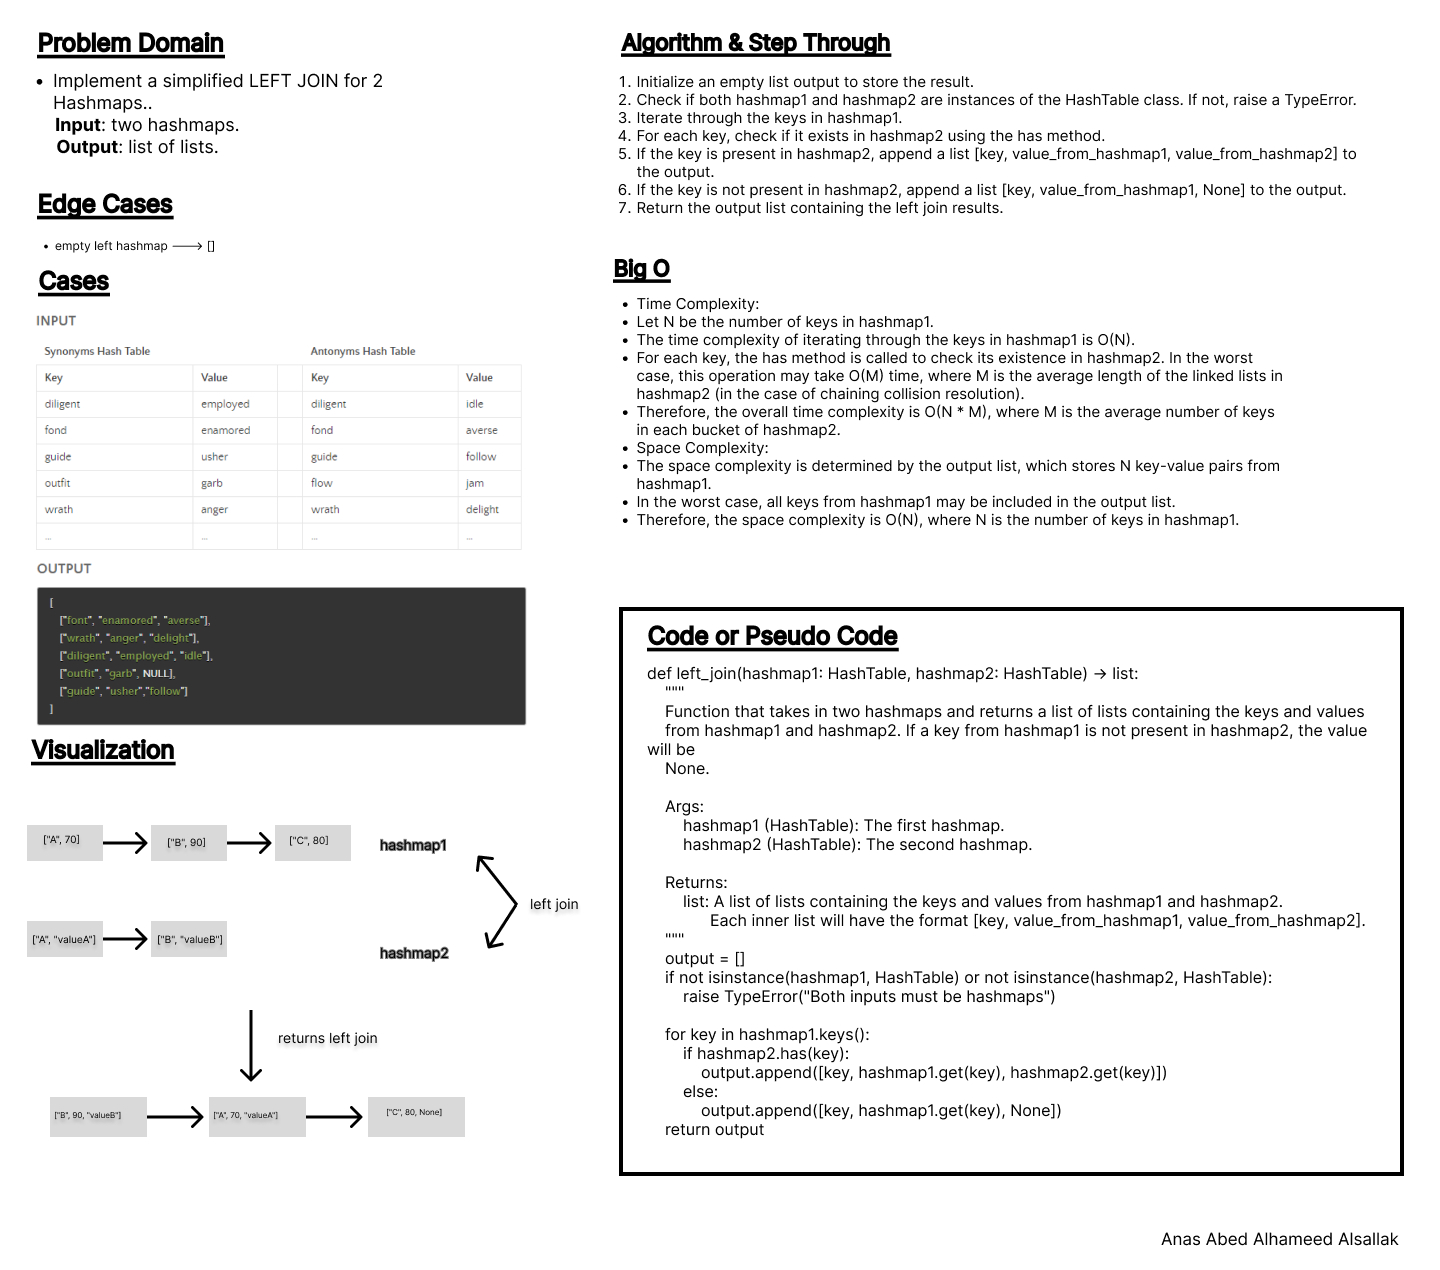 Problem Domain
• Implement a simplified LEFT JOIN for 2
Hashmaps..
Input: two hashmaps.
Output: list of lists.
Edge Cases
• empty left hashmap ⟶ []
Cases
INPUT
Synonyms Hash Table Antonyms Hash Table
Key Value Key Value
diligent employed diligent idle
fond enamored fond averse
guide usher guide follow
outfit garb flow jam
wrath anger wrath delight
... ... ... ...
OUTPUT
[
["font", "enamored", "averse"],
["wrath", "anger", "delight"],
["diligent", "employed", "idle"],
["outfit", "garb", NULL],
["guide", "usher","follow"]
]
Visualization
["A", 70] ["B", 90] ["C", 80] hashmap1
left join
["A", "valueA"] ["B", "valueB"] hashmap2
returns left join
["B", 90, "valueB"] ["A", 70, "valueA"] ["C", 80, None]
Algorithm & Step Through
1. Initialize an empty list output to store the result.
2. Check if both hashmap1 and hashmap2 are instances of the HashTable class. If not, raise a TypeError.
3. Iterate through the keys in hashmap1.
4. For each key, check if it exists in hashmap2 using the has method.
5. If the key is present in hashmap2, append a list [key, value_from_hashmap1, value_from_hashmap2] to
the output.
6. If the key is not present in hashmap2, append a list [key, value_from_hashmap1, None] to the output.
7. Return the output list containing the left join results.
Big O
• Time Complexity:
• Let N be the number of keys in hashmap1.
• The time complexity of iterating through the keys in hashmap1 is O(N).
• For each key, the has method is called to check its existence in hashmap2. In the worst
case, this operation may take O(M) time, where M is the average length of the linked lists in
hashmap2 (in the case of chaining collision resolution).
• Therefore, the overall time complexity is O(N * M), where M is the average number of keys
in each bucket of hashmap2.
• Space Complexity:
• The space complexity is determined by the output list, which stores N key-value pairs from
hashmap1.
• In the worst case, all keys from hashmap1 may be included in the output list.
• Therefore, the space complexity is O(N), where N is the number of keys in hashmap1.
Code or Pseudo Code
def left_join(hashmap1: HashTable, hashmap2: HashTable) -> list:
"""
Function that takes in two hashmaps and returns a list of lists containing the keys and values
from hashmap1 and hashmap2. If a key from hashmap1 is not present in hashmap2, the value
will be
None.
Args:
hashmap1 (HashTable): The first hashmap.
hashmap2 (HashTable): The second hashmap.
Returns:
list: A list of lists containing the keys and values from hashmap1 and hashmap2.
Each inner list will have the format [key, value_from_hashmap1, value_from_hashmap2].
"""
output = []
if not isinstance(hashmap1, HashTable) or not isinstance(hashmap2, HashTable):
raise TypeError("Both inputs must be hashmaps")
for key in hashmap1.keys():
if hashmap2.has(key):
output.append([key, hashmap1.get(key), hashmap2.get(key)])
else:
output.append([key, hashmap1.get(key), None])
return output
Anas Abed Alhameed Alsallak